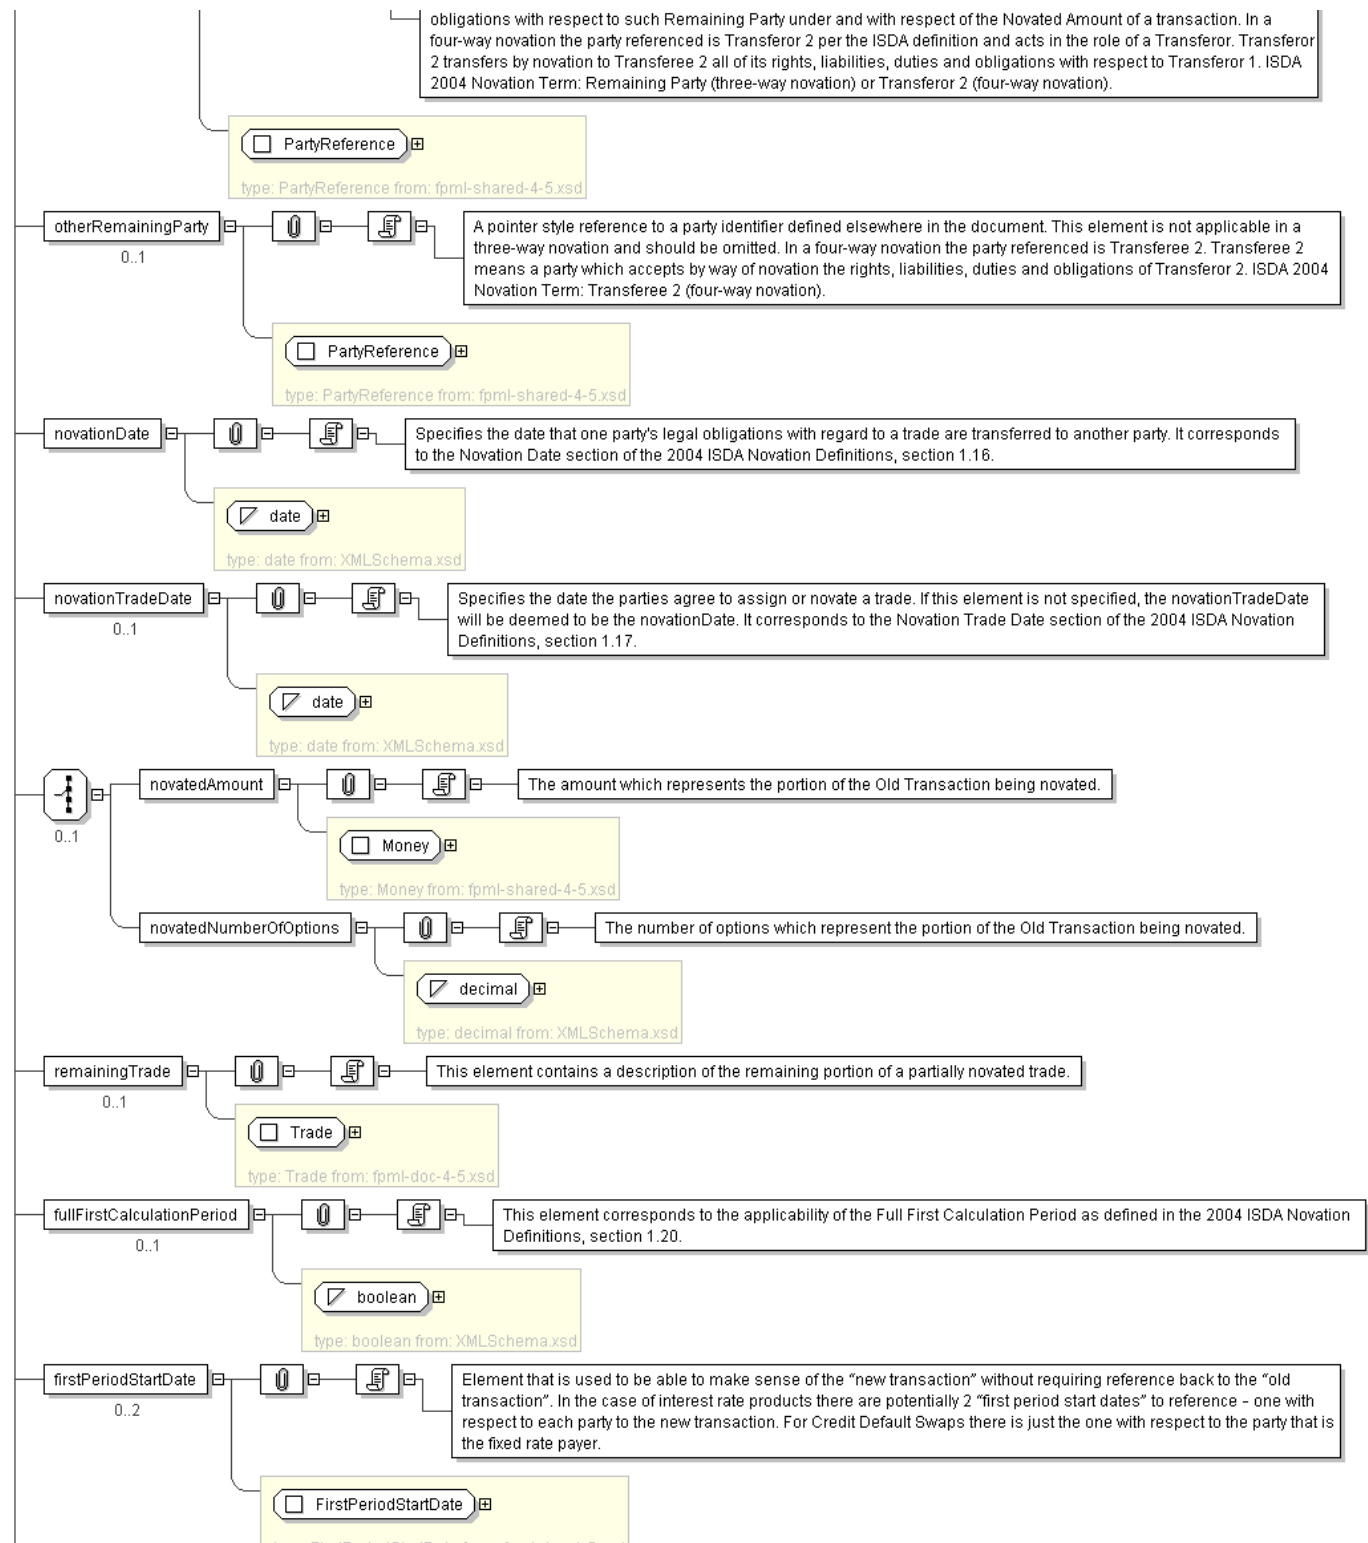 obligations with respect to such Remaining Party under and with respect of the Novated Amount of a transaction. In a
four-way novation the party referenced is Transferor 2 per the ISDA definition and acts in the role of a Transferor. Transferor
2 transfers by novation to Transferee 2 all of its rights, liabilities, duties and obligations with respect to Transferor 1. ISDA
2004 Novation Term: Remaining Party (three-way novation) or Transferor 2 (four-way novation).
PartyReference
type: PartyReference from: fpml-shared-4-5.xsd
otherRemainingParty
0..1
A pointer style reference to a party identifier defined elsewhere in the document. This element is not applicable in a
three-way novation and should be omitted. In a four-way novation the party referenced is Transferee 2. Transferee 2
means a party which accepts by way of novation the rights, liabilities, duties and obligations of Transferor 2. ISDA 2004
Novation Term: Transferee 2 (four-way novation).
PartyReference
type: PartyReference from: fpml-shared-4-5.xsd
novationDate
Specifies the date that one party's legal obligations with regard to a trade are transferred to another party. It corresponds
to the Novation Date section of the 2004 ISDA Novation Definitions, section 1.16.
date
type: date from: XMLSchema.xsd
novationTradeDate
0..1
Specifies the date the parties agree to assign or novate a trade. If this element is not specified, the novationTradeDate
will be deemed to be the novationDate. It corresponds to the Novation Trade Date section of the 2004 ISDA Novation
Definitions, section 1.17.
date
type: date from: XMLSchema.xsd
0..1
novatedAmount
The amount which represents the portion of the Old Transaction being novated.
Money
type: Money from: fpml-shared-4-5.xsd
novatedNumberOfOptions
The number of options which represent the portion of the Old Transaction being novated.
decimal
type: decimal from: XMLSchema.xsd
remainingTrade
0..1
This element contains a description of the remaining portion of a partially novated trade.
Trade
type: Trade from: fpml-doc-4-5.xsd
fullFirstCalculationPeriod
0..1
This element corresponds to the applicability of the Full First Calculation Period as defined in the 2004 ISDA Novation
Definitions, section 1.20.
boolean
type: boolean from: XMLSchema.xsd
firstPeriodStartDate
0..2
Element that is used to be able to make sense of the “new transaction” without requiring reference back to the “old
transaction”. In the case of interest rate products there are potentially 2 “first period start dates” to reference – one with
respect to each party to the new transaction. For Credit Default Swaps there is just the one with respect to the party that is
the fixed rate payer.
FirstPeriodStartDate